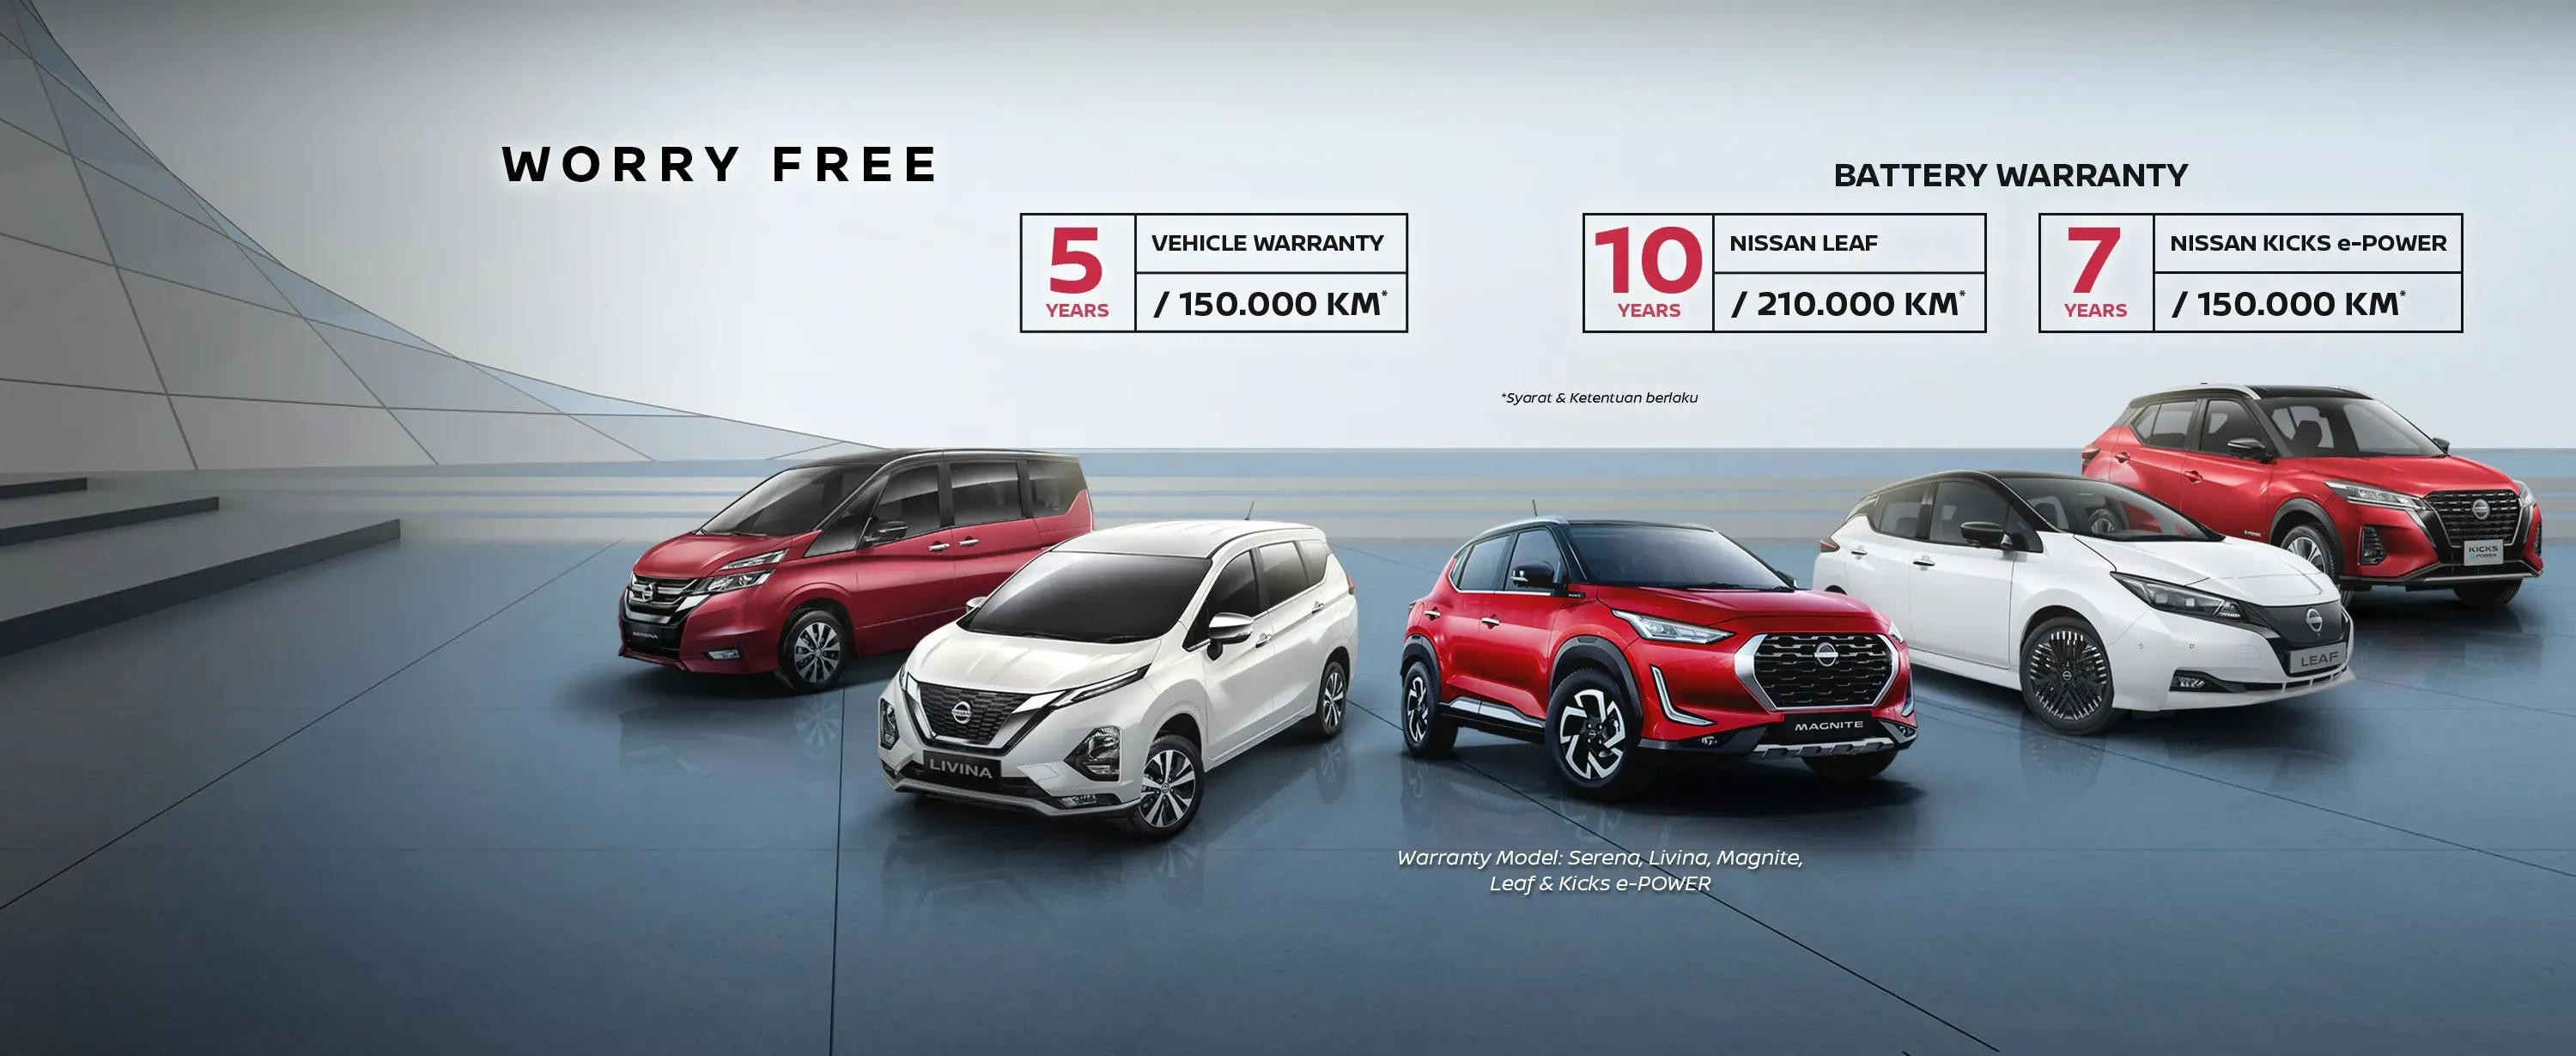 WORRY FREE
5
YEARS
VEHICLE WARRANTY
/ 150.000 KM*
BATTERY WARRANTY
10
YEARS
NISSAN LEAF
/ 210.000 KM*
7
YEARS
NISSAN KICKS e-POWER
/ 150.000 KM*
*Syarat & Ketentuan berlaku
SERENA
LIVINA
MAGNITE
LEAF
KICKS
e-POWER
Warranty Model: Serena, Livina, Magnite,
Leaf & Kicks e-POWER